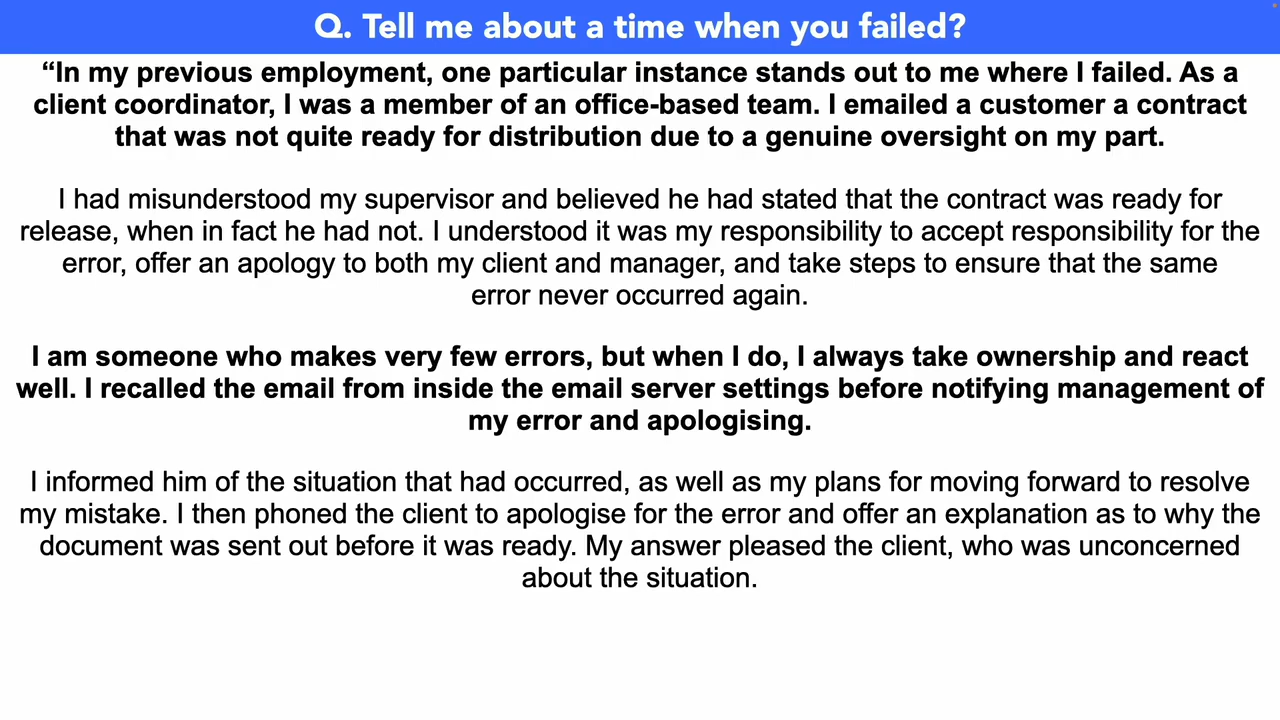 Q. Tell me about a time when you failed?
“In my previous employment, one particular instance stands out to me where I failed. As a
client coordinator, I was a member of an office-based team. I emailed a customer a contract
that was not quite ready for distribution due to a genuine oversight on my part.
I had misunderstood my supervisor and believed he had stated that the contract was ready for
release, when in fact he had not. I understood it was my responsibility to accept responsibility for the
error, offer an apology to both my client and manager, and take steps to ensure that the same
error never occurred again.
I am someone who makes very few errors, but when I do, I always take ownership and react
well. I recalled the email from inside the email server settings before notifying management of
my error and apologising.
I informed him of the situation that had occurred, as well as my plans for moving forward to resolve
my mistake. I then phoned the client to apologise for the error and offer an explanation as to why the
document was sent out before it was ready. My answer pleased the client, who was unconcerned
about the situation.